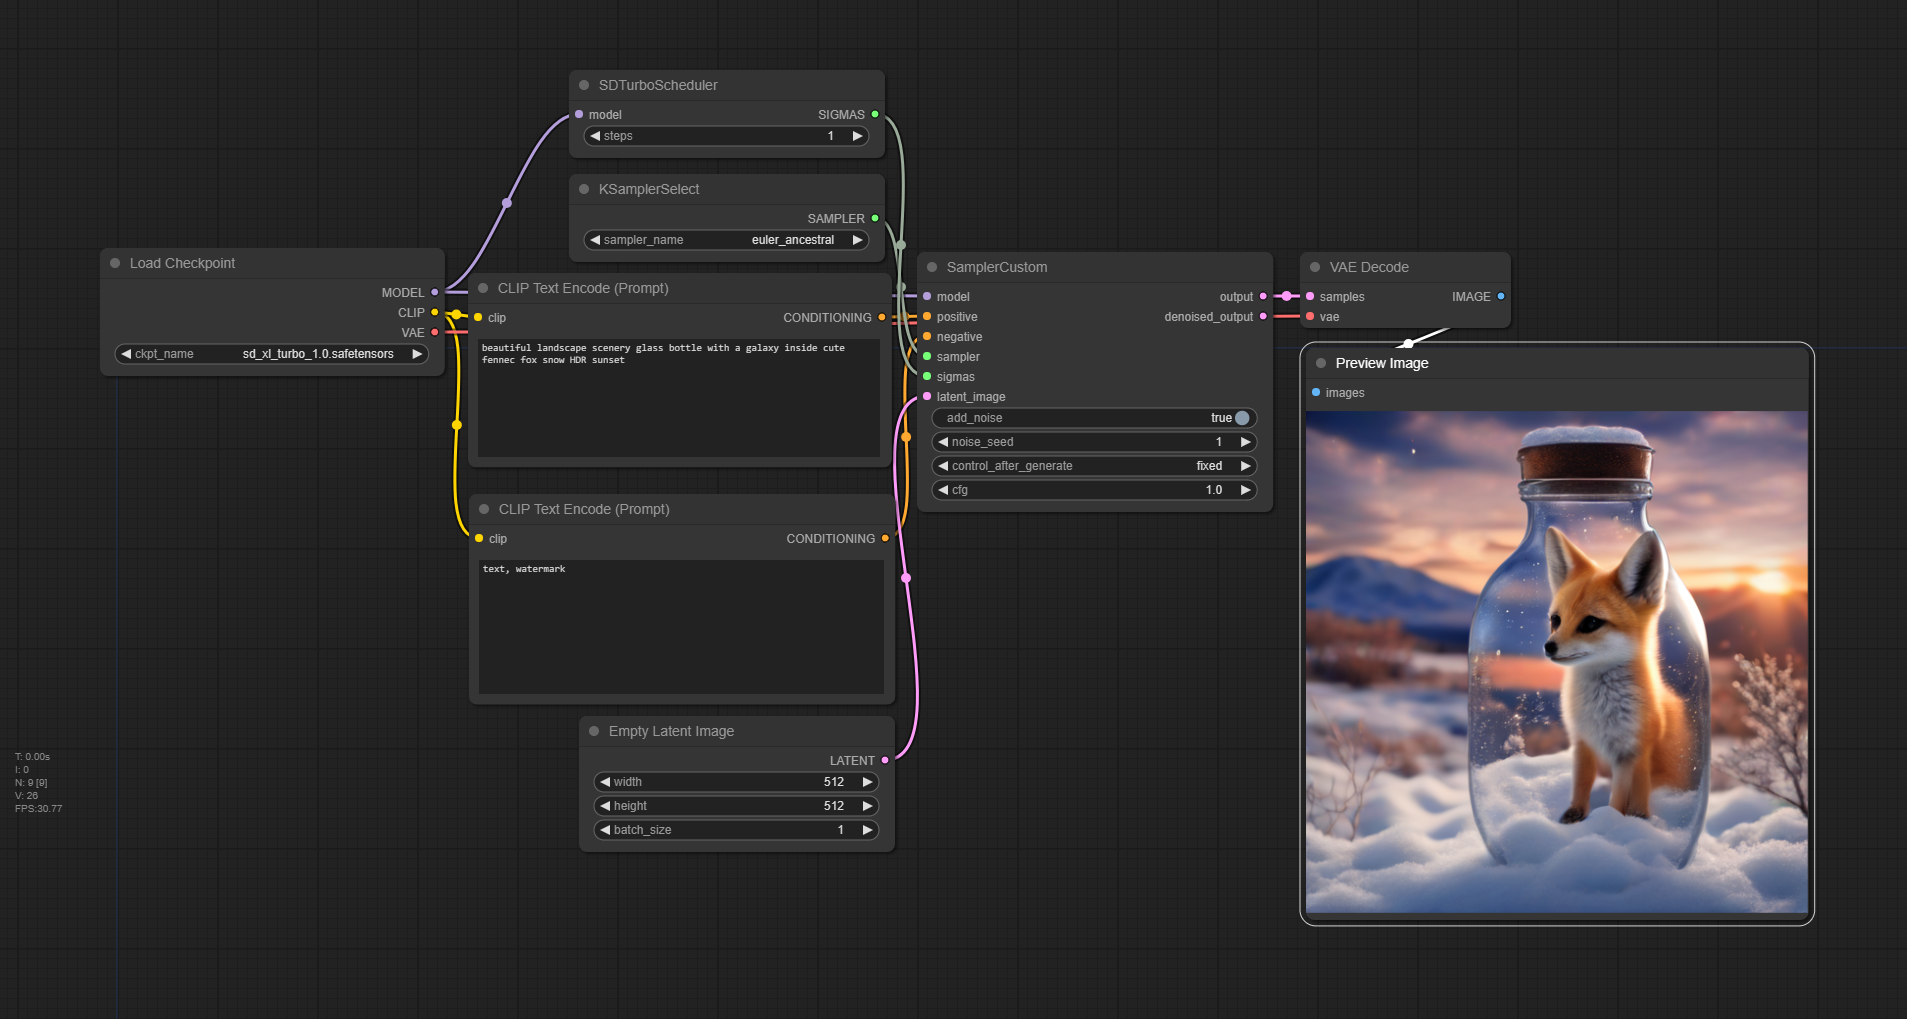 SDTurboScheduler
model SIGMAS
steps 1
KSamplerSelect
SAMPLER
sampler_name euler_ancestral
Load Checkpoint
MODEL
CLIP
VAE
ckpt_name sd_xl_turbo_1.0.safetensors
CLIP Text Encode (Prompt)
clip CONDITIONING
beautiful landscape scenery glass bottle with a galaxy inside cute
fennec fox snow HDR sunset
CLIP Text Encode (Prompt)
clip CONDITIONING
text, watermark
Empty Latent Image
LATENT
width 512
height 512
batch_size 1
SamplerCustom
model output
positive denoised_output
negative
sampler
sigmas
latent_image
add_noise true
noise_seed 1
control_after_generate fixed
cfg 1.0
VAE Decode
samples IMAGE
vae
Preview Image
images
T: 0.00s
I: 0
N: 9 [9]
V: 26
FPS:30.77